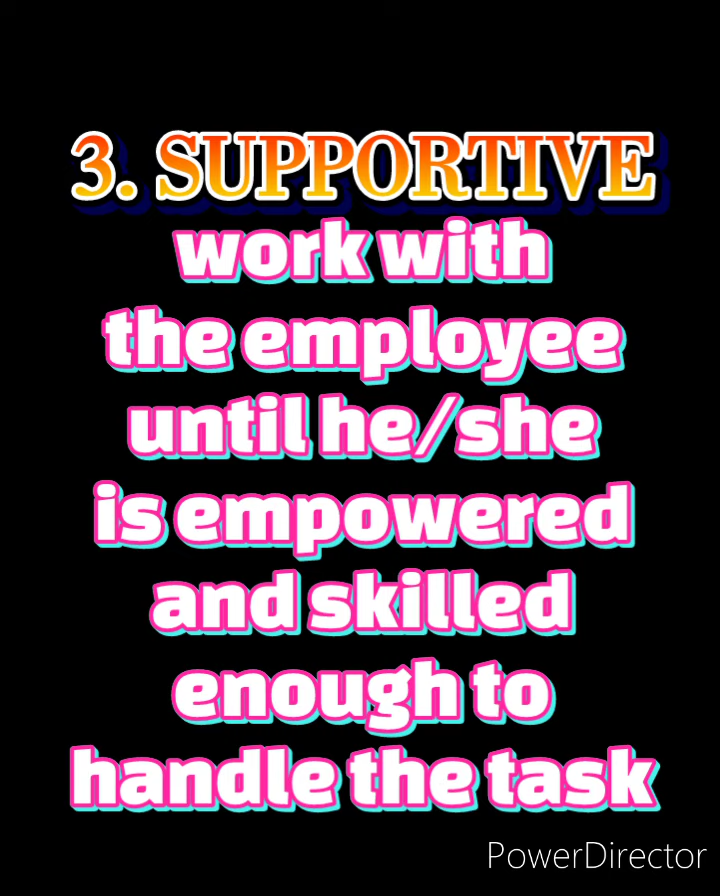 3. SUPPORTIVE
work with
the employee
until he/she
is empowered
and skilled
enough to
handle the task
PowerDirector